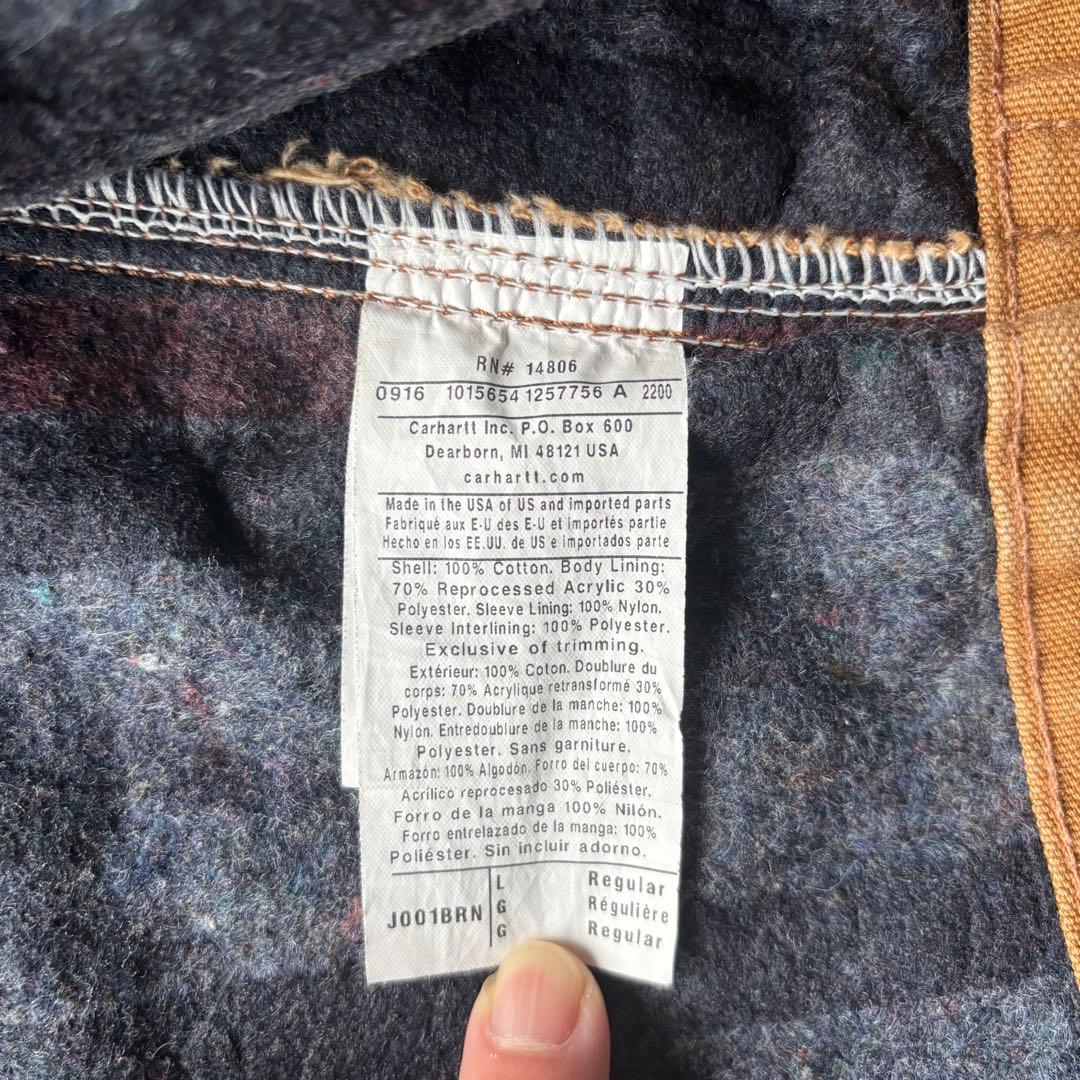 RN# 14806
0916 1015654 1257756 A 2200
Carhartt Inc. P.O. Box 600
Dearborn, MI 48121 USA
carhartt.com
Made in the USA of US and imported parts
Fabriqué aux E-U des E-U et importés partie
Hecho en los EE.UU. de US e importados parte
Shell: 100% Cotton. Body Lining:
70% Reprocessed Acrylic 30%
Polyester. Sleeve Lining: 100% Nylon.
Sleeve Interlining: 100% Polyester.
Exclusive of trimming.
Extérieur: 100% Coton. Doublure du
corps: 70% Acrylique retransformé 30%
Polyester. Doublure de la manche: 100%
Nylon. Entredoublure de la manche: 100%
Polyester. Sans garniture.
Armazón: 100% Algodón. Forro del cuerpo: 70%
Acrílico reprocesado 30% Poliéster.
Forro de la manga 100% Nilón.
Forro entrelazado de la manga: 100%
Poliéster. Sin incluir adorno.
J001BRN
L Regular
G Régulière
G Regular